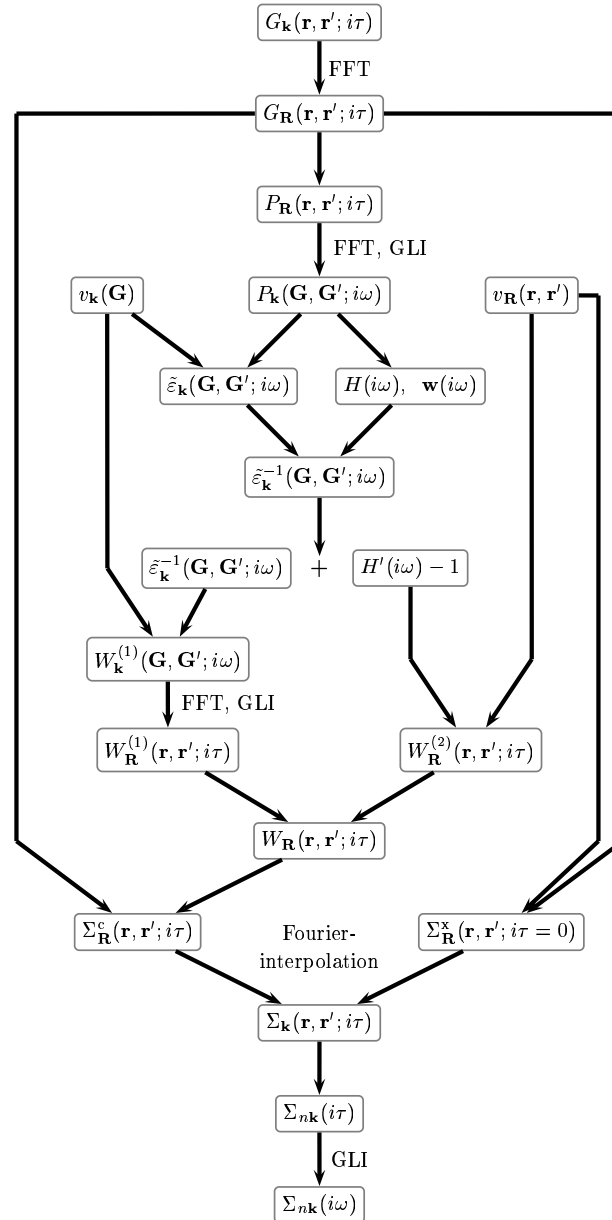 G_𝐤(𝐫, 𝐫′; iτ)
FFT
G_𝐑(𝐫, 𝐫′; iτ)
P_𝐑(𝐫, 𝐫′; iτ)
FFT, GLI
v_𝐤(𝐆)
P_𝐤(𝐆, 𝐆′; iω)
v_𝐑(𝐫, 𝐫′)
ε̃_𝐤(𝐆, 𝐆′; iω)
H(iω), 𝐰(iω)
ε̃_𝐤^{-1}(𝐆, 𝐆′; iω)
ε̃_𝐤^{-1}(𝐆, 𝐆′; iω)
+
H′(iω) − 1
W_𝐤^{(1)}(𝐆, 𝐆′; iω)
FFT, GLI
W_𝐑^{(1)}(𝐫, 𝐫′; iτ)
W_𝐑^{(2)}(𝐫, 𝐫′; iτ)
W_𝐑(𝐫, 𝐫′; iτ)
Σ_𝐑^c(𝐫, 𝐫′; iτ)
Fourier-
interpolation
Σ_𝐑^x(𝐫, 𝐫′; iτ = 0)
Σ_𝐤(𝐫, 𝐫′; iτ)
Σ_{n𝐤}(iτ)
GLI
Σ_{n𝐤}(iω)